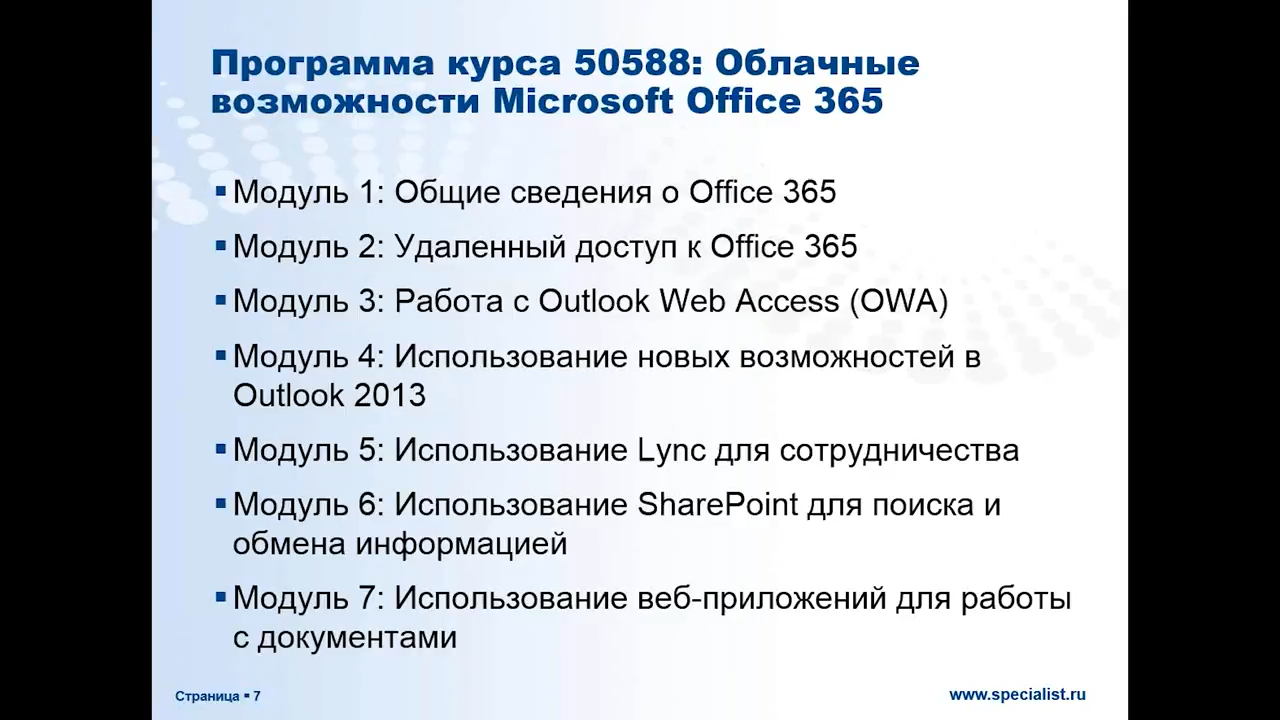 Программа курса 50588: Облачные
возможности Microsoft Office 365
▪ Модуль 1: Общие сведения о Office 365
▪ Модуль 2: Удаленный доступ к Office 365
▪ Модуль 3: Работа с Outlook Web Access (OWA)
▪ Модуль 4: Использование новых возможностей в
Outlook 2013
▪ Модуль 5: Использование Lync для сотрудничества
▪ Модуль 6: Использование SharePoint для поиска и
обмена информацией
▪ Модуль 7: Использование веб-приложений для работы
с документами
Страница ▪ 7
www.specialist.ru